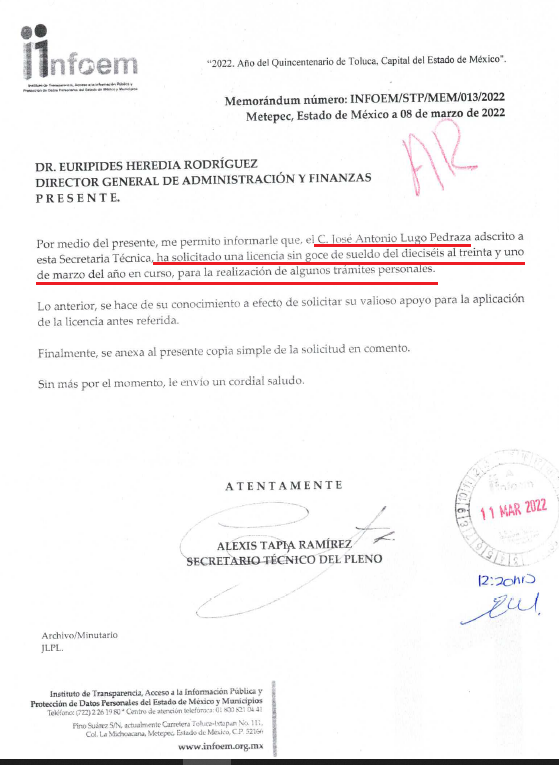 infoem
Instituto de Transparencia, Acceso a la Información Pública y
Protección de Datos Personales del Estado de México y Municipios
"2022. Año del Quincentenario de Toluca, Capital del Estado de México".
Memorándum número: INFOEM/STP/MEM/013/2022
Metepec, Estado de México a 08 de marzo de 2022
AR
DR. EURIPIDES HEREDIA RODRÍGUEZ
DIRECTOR GENERAL DE ADMINISTRACIÓN Y FINANZAS
P R E S E N T E.
Por medio del presente, me permito informarle que, el C. José Antonio Lugo Pedraza adscrito a
esta Secretaria Técnica, ha solicitado una licencia sin goce de sueldo del dieciséis al treinta y uno
de marzo del año en curso, para la realización de algunos trámites personales.
Lo anterior, se hace de su conocimiento a efecto de solicitar su valioso apoyo para la aplicación
de la licencia antes referida.
Finalmente, se anexa al presente copia simple de la solicitud en comento.
Sin más por el momento, le envío un cordial saludo.
A T E N T A M E N T E
ALEXIS TAPIA RAMÍREZ
SECRETARIO TÉCNICO DEL PLENO
infoem
11 MAR 2022
12:20hrs
Archivo/Minutario
JLPL.
Instituto de Transparencia, Acceso a la Información Pública y
Protección de Datos Personales del Estado de México y Municipios
Teléfono: (722) 2 26 19 80 * Centro de atención telefónica: 01 800 821 04 41
Pino Suárez S/N, actualmente Carretera Toluca-Ixtapan No. 111,
Col. La Michoacana, Metepec, Estado de México, C.P. 52166
www.infoem.org.mx